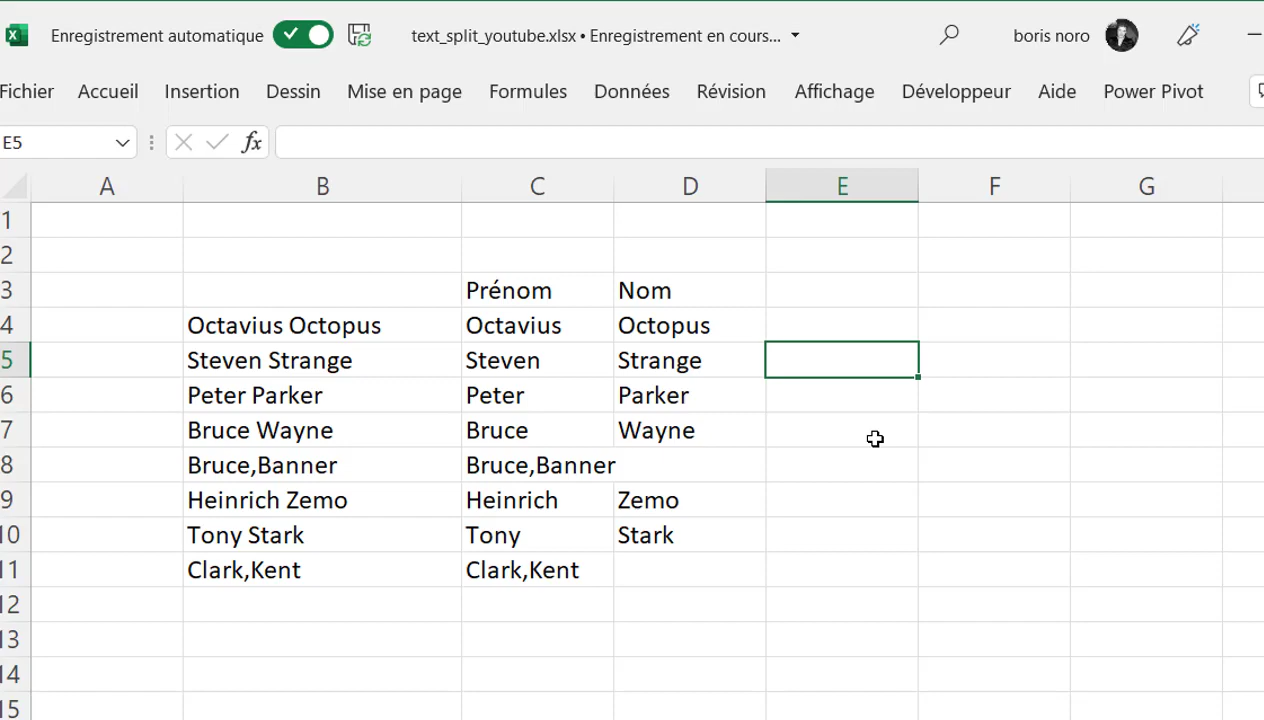 Enregistrement automatique text_split_youtube.xlsx • Enregistrement en cours... boris noro
Fichier Accueil Insertion Dessin Mise en page Formules Données Révision Affichage Développeur Aide Power Pivot
E5 fx
A B C D E F G
1
2
3 Prénom Nom
4 Octavius Octopus Octavius Octopus
5 Steven Strange Steven Strange
6 Peter Parker Peter Parker
7 Bruce Wayne Bruce Wayne
8 Bruce,Banner Bruce,Banner
9 Heinrich Zemo Heinrich Zemo
10 Tony Stark Tony Stark
11 Clark,Kent Clark,Kent
12
13
14
15